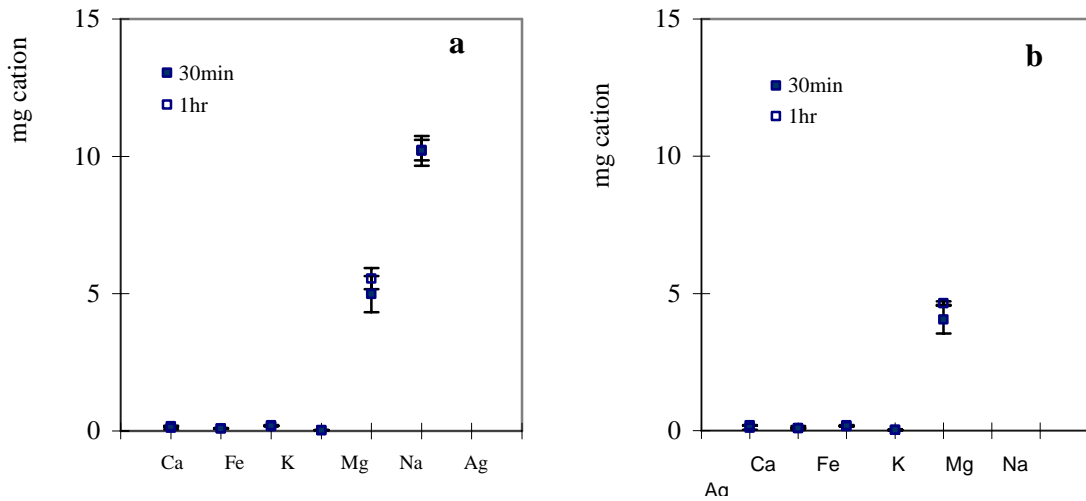 15
a
mg cation
30min
1hr
10
5
0
Ca Fe K Mg Na Ag
15
b
mg cation
30min
1hr
10
5
0
Ca Fe K Mg Na
Ag